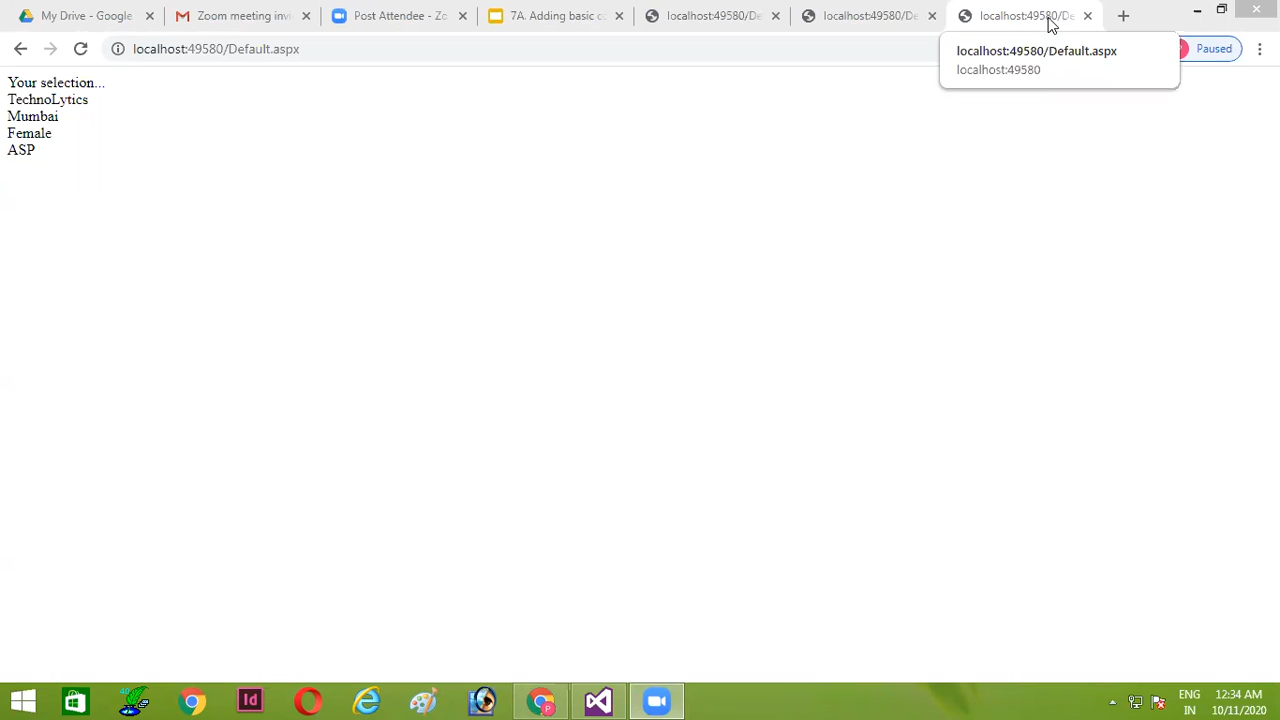 My Drive - Google
Zoom meeting invi
Post Attendee - Zo
7A. Adding basic co
localhost:49580/De
localhost:49580/De
localhost:49580/De
localhost:49580/Default.aspx
Paused
localhost:49580/Default.aspx
localhost:49580
Your selection...
TechnoLytics
Mumbai
Female
ASP
Id
P
ENG
IN
12:34 AM
10/11/2020